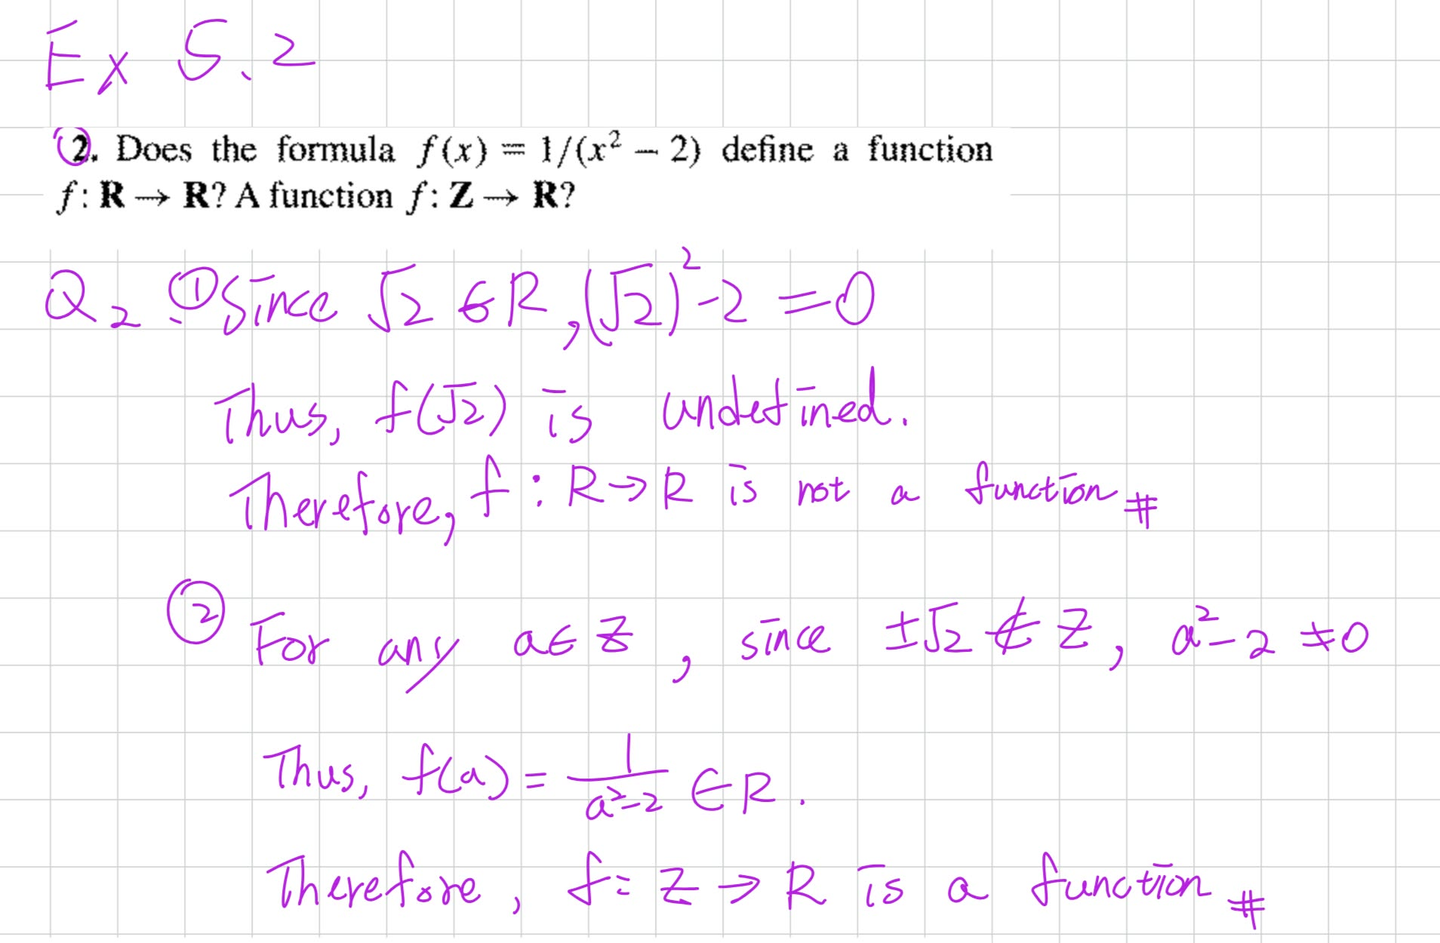 Ex 5.2
2. Does the formula f(x) = 1/(x² − 2) define a function
f: R → R? A function f: Z → R?
Q2 ① Since √2 ∈ R, (√2)² - 2 = 0
Thus, f(√2) is undefined.
Therefore, f : R → R is not a function #
② For any a ∈ Z, since ±√2 ∉ Z, a² - 2 ≠ 0
Thus, f(a) = 1/(a² - 2) ∈ R.
Therefore, f: Z → R is a function #